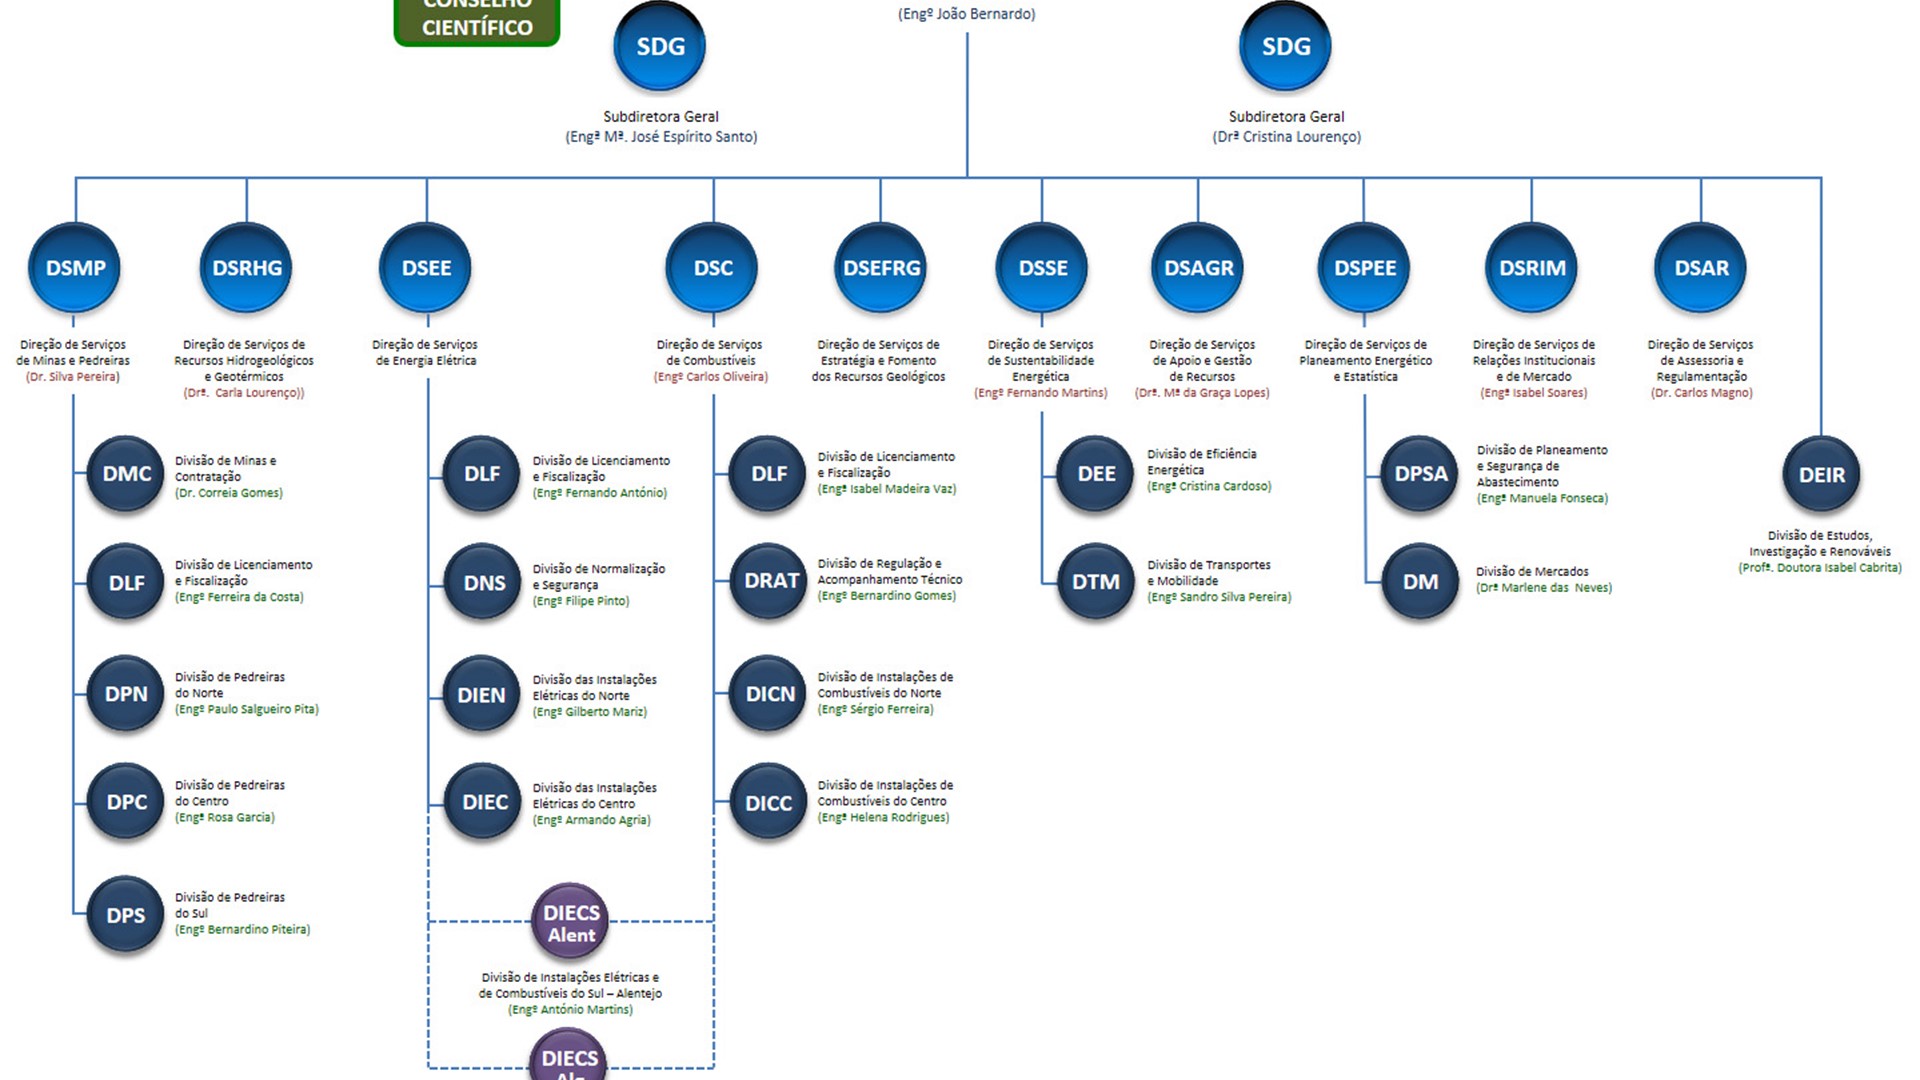 CONSELHO
CIENTÍFICO
(Engº João Bernardo)
SDG
Subdiretora Geral
(Engª Mª. José Espírito Santo)
SDG
Subdiretora Geral
(Drª Cristina Lourenço)
DSMP
Direção de Serviços
de Minas e Pedreiras
(Dr. Silva Pereira)
DSRHG
Direção de Serviços de
Recursos Hidrogeológicos
e Geotérmicos
(Drª. Carla Lourenço))
DSEE
Direção de Serviços
de Energia Elétrica
DSC
Direção de Serviços
de Combustíveis
(Engº Carlos Oliveira)
DSEFRG
Direção de Serviços de
Estratégia e Fomento
dos Recursos Geológicos
DSSE
Direção de Serviços
de Sustentabilidade
Energética
(Engº Fernando Martins)
DSAGR
Direção de Serviços
de Apoio e Gestão
de Recursos
(Drª. Mª da Graça Lopes)
DSPEE
Direção de Serviços de
Planeamento Energético
e Estatística
DSRIM
Direção de Serviços de
Relações Institucionais
e de Mercado
(Engª Isabel Soares)
DSAR
Direção de Serviços
de Assessoria e
Regulamentação
(Dr. Carlos Magno)
DMC
Divisão de Minas e
Contratação
(Dr. Correia Gomes)
DLF
Divisão de Licenciamento
e Fiscalização
(Engº Ferreira da Costa)
DPN
Divisão de Pedreiras
do Norte
(Engº Paulo Salgueiro Pita)
DPC
Divisão de Pedreiras
do Centro
(Engª Rosa Garcia)
DPS
Divisão de Pedreiras
do Sul
(Engº Bernardino Piteira)
DLF
Divisão de Licenciamento
e Fiscalização
(Engº Fernando António)
DNS
Divisão de Normalização
e Segurança
(Engº Filipe Pinto)
DIEN
Divisão das Instalações
Elétricas do Norte
(Engº Gilberto Mariz)
DIEC
Divisão das Instalações
Elétricas do Centro
(Engº Armando Agria)
DLF
Divisão de Licenciamento
e Fiscalização
(Engª Isabel Madeira Vaz)
DRAT
Divisão de Regulação e
Acompanhamento Técnico
(Engº Bernardino Gomes)
DICN
Divisão de Instalações de
Combustíveis do Norte
(Engº Sérgio Ferreira)
DICC
Divisão de Instalações de
Combustíveis do Centro
(Engª Helena Rodrigues)
DIECS
Alent
Divisão de Instalações Elétricas e
de Combustíveis do Sul – Alentejo
(Engº António Martins)
DIECS
Alg
DEE
Divisão de Eficiência
Energética
(Engª Cristina Cardoso)
DTM
Divisão de Transportes
e Mobilidade
(Engº Sandro Silva Pereira)
DPSA
Divisão de Planeamento
e Segurança de
Abastecimento
(Engª Manuela Fonseca)
DM
Divisão de Mercados
(Drª Marlene das Neves)
DEIR
Divisão de Estudos,
Investigação e Renováveis
(Profª. Doutora Isabel Cabrita)